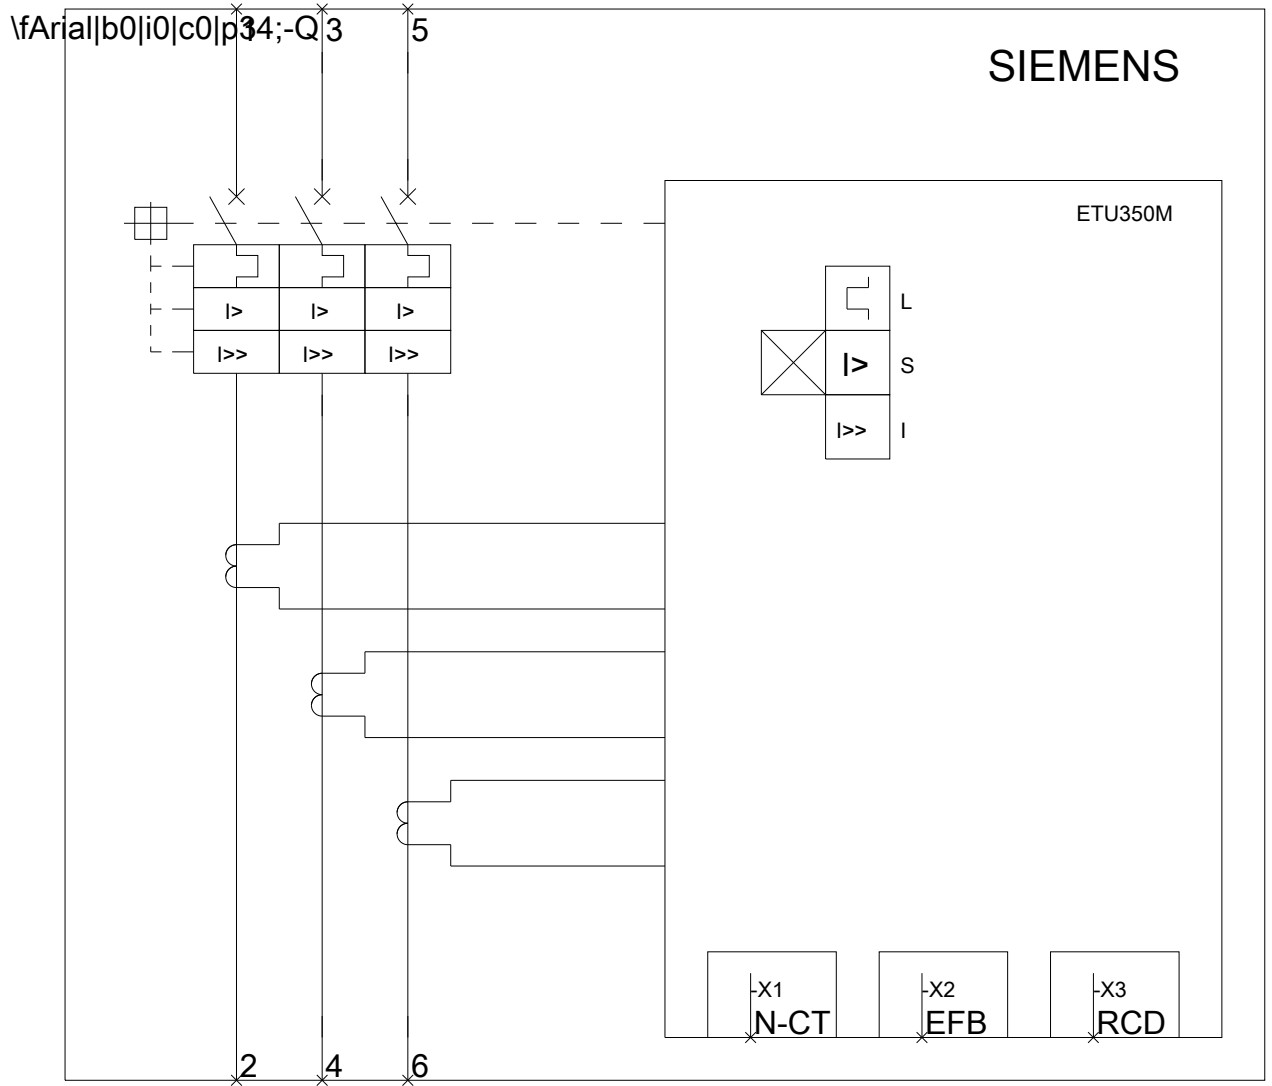 \fArial|b0|i0|c0|p34;-Q
1 3 5
SIEMENS
ETU350M
L
I> I> I> I> S
I>> I>> I>>
I>> I
-X1 -X2 -X3
N-CT EFB RCD
2 4 6